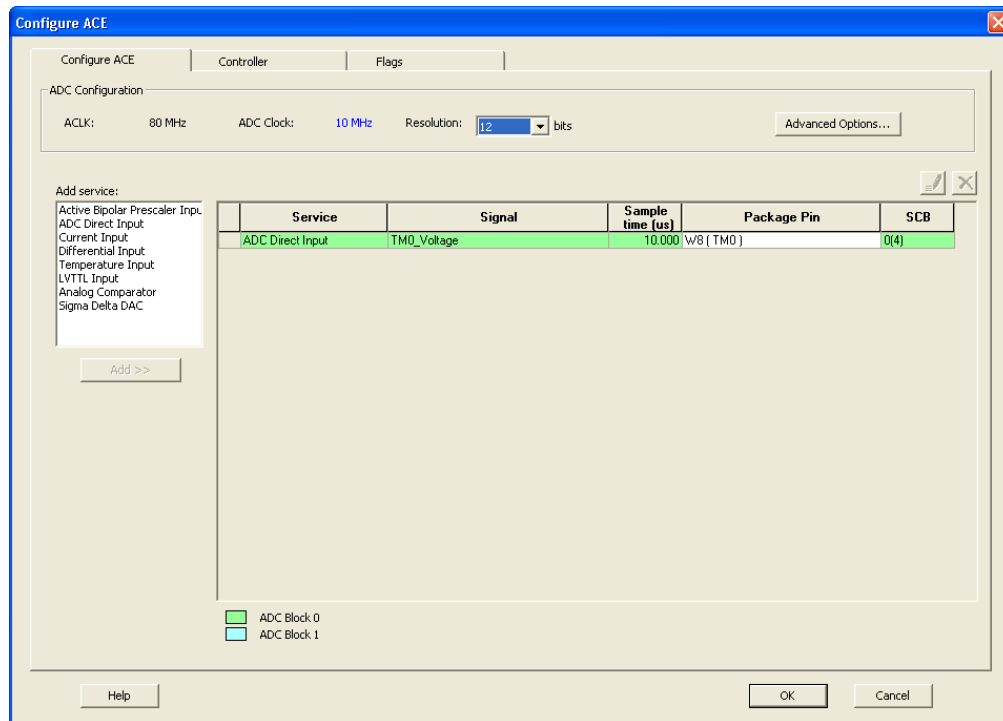 Configure ACE
Configure ACE Controller Flags
ADC Configuration
ACLK: 80 MHz ADC Clock: 10 MHz Resolution: 12 bits Advanced Options...
Add service:
Active Bipolar Prescaler Inpu
ADC Direct Input
Current Input
Differential Input
Temperature Input
LVTTL Input
Analog Comparator
Sigma Delta DAC
Add >>
Service Signal Sample time (us) Package Pin SCB
ADC Direct Input TM0_Voltage 10.000 W8 ( TM0 ) 0(4)
ADC Block 0
ADC Block 1
Help OK Cancel